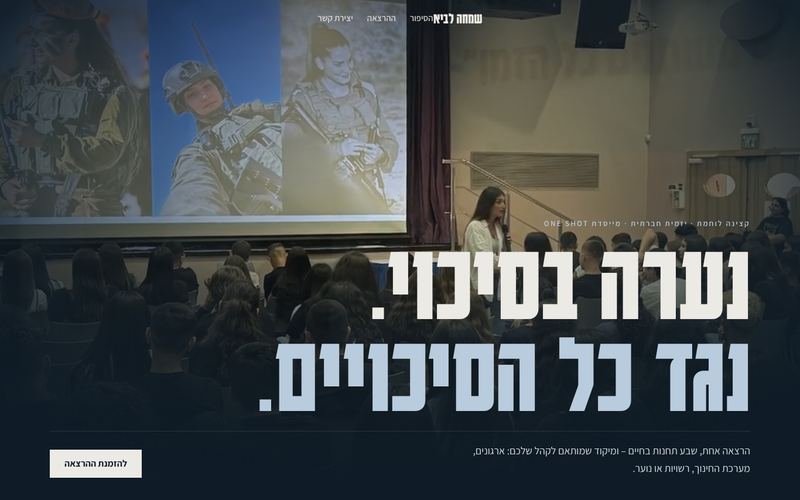 שמחה לביא
הסיפור
ההרצאה
יצירת קשר
קצינה לוחמת · יזמית חברתית · מייסדת ONE SHOT
נערה בסיכוי.
נגד כל הסיכויים.
הרצאה אחת, שבע תחנות בחיים – ומיקוד שמותאם לקהל שלכם: ארגונים,
מערכת החינוך, רשויות או נוער.
להזמנת ההרצאה